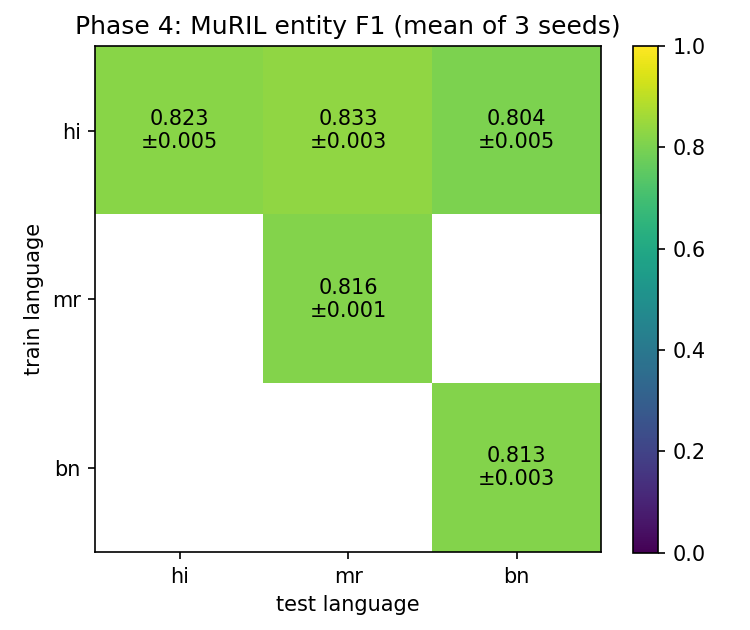 Phase 4: MuRIL entity F1 (mean of 3 seeds)
hi
0.823
±0.005
0.833
±0.003
0.804
±0.005
mr
0.816
±0.001
bn
0.813
±0.003
hi
mr
bn
test language
train language
1.0
0.8
0.6
0.4
0.2
0.0